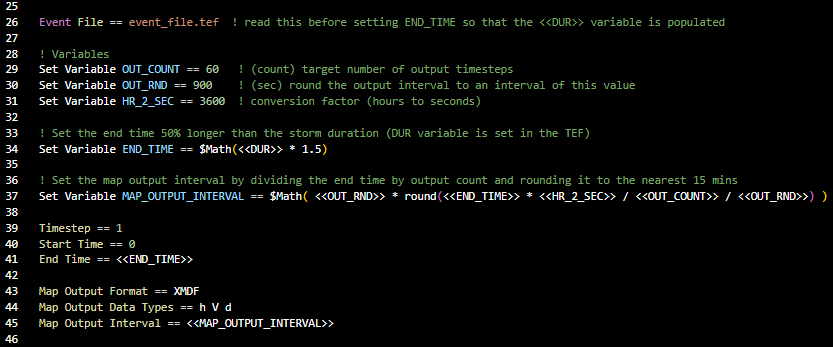 25
26 Event File == event_file.tef ! read this before setting END_TIME so that the <<DUR>> variable is populated
27
28 ! Variables
29 Set Variable OUT_COUNT == 60 ! (count) target number of output timesteps
30 Set Variable OUT_RND == 900 ! (sec) round the output interval to an interval of this value
31 Set Variable HR_2_SEC == 3600 ! conversion factor (hours to seconds)
32
33 ! Set the end time 50% longer than the storm duration (DUR variable is set in the TEF)
34 Set Variable END_TIME == $Math(<<DUR>> * 1.5)
35
36 ! Set the map output interval by dividing the end time by output count and rounding it to the nearest 15 mins
37 Set Variable MAP_OUTPUT_INTERVAL == $Math( <<OUT_RND>> * round(<<END_TIME>> * <<HR_2_SEC>> / <<OUT_COUNT>> / <<OUT_RND>>) )
38
39 Timestep == 1
40 Start Time == 0
41 End Time == <<END_TIME>>
42
43 Map Output Format == XMDF
44 Map Output Data Types == h V d
45 Map Output Interval == <<MAP_OUTPUT_INTERVAL>>
46